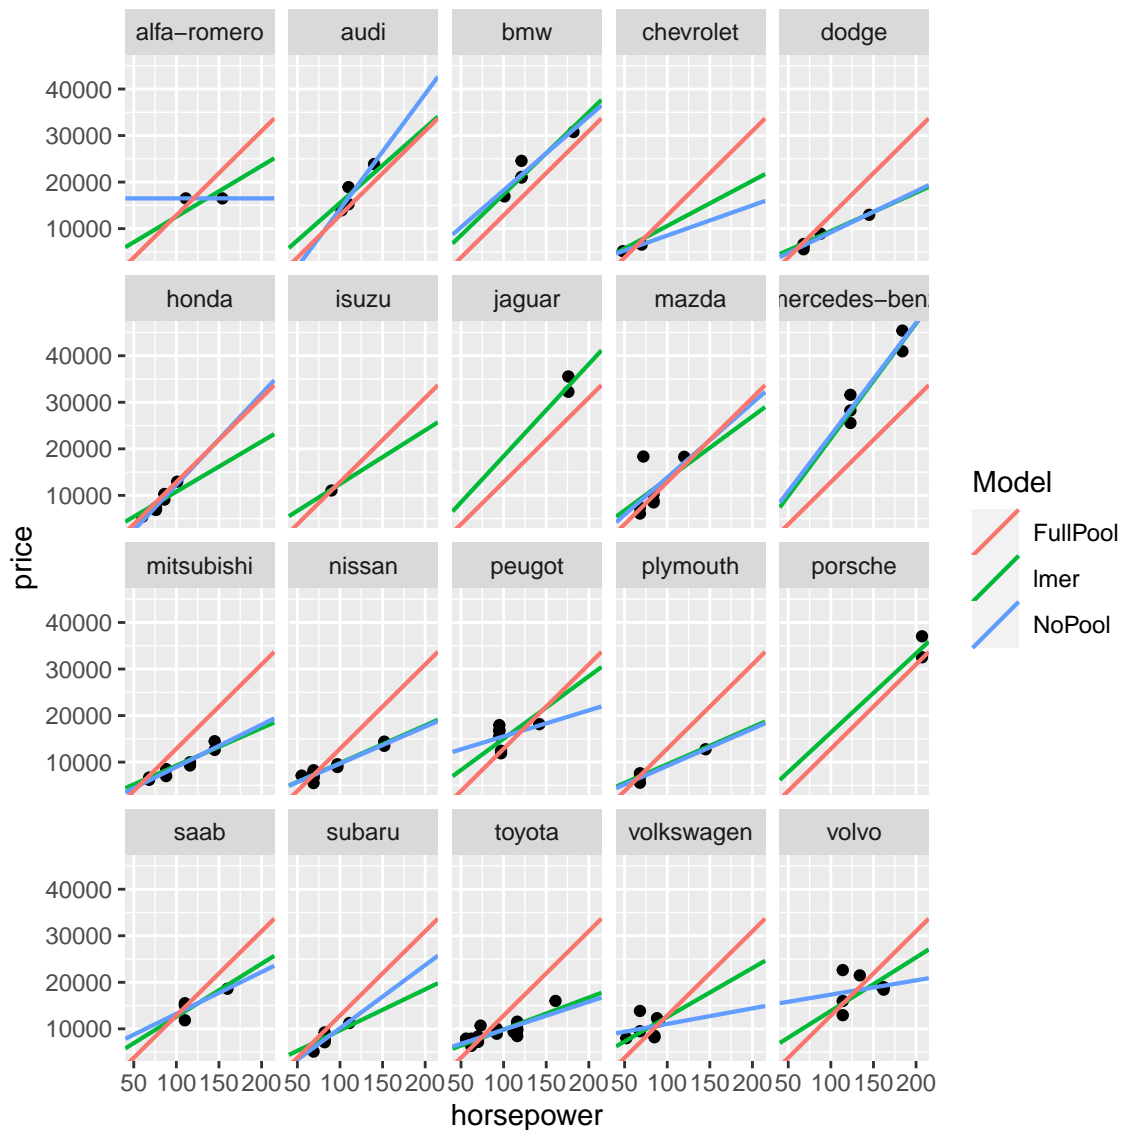 alfa−romero audi bmw chevrolet dodge
40000
30000
20000
10000
honda isuzu jaguar mazda mercedes−benz
40000
30000
20000
10000
mitsubishi nissan peugot plymouth porsche
40000
30000
20000
10000
saab subaru toyota volkswagen volvo
40000
30000
20000
10000
50 100 150 200 50 100 150 200 50 100 150 200 50 100 150 200 50 100 150 200
horsepower
price
Model
FullPool
lmer
NoPool